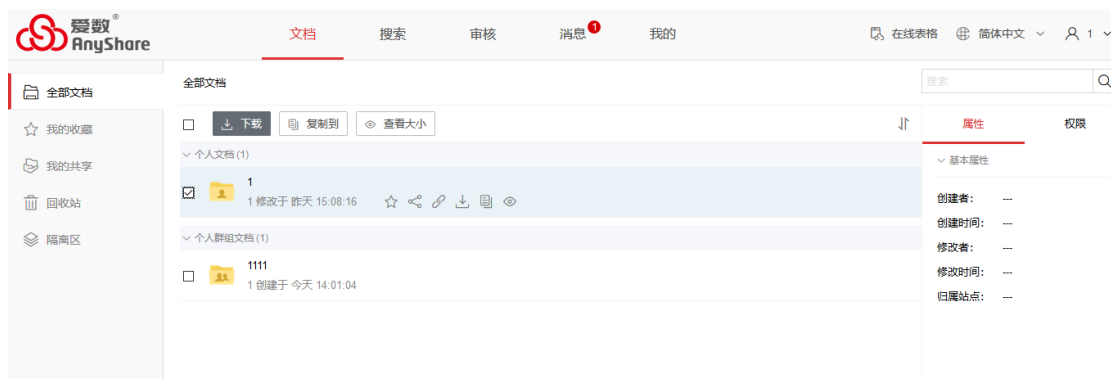 爱数®
AnyShare
文档
搜索
审核
消息 1
我的
在线表格
简体中文
1
全部文档
我的收藏
我的共享
回收站
隔离区
全部文档
搜索
下载
复制到
查看大小
个人文档 (1)
1
1 修改于 昨天 15:08:16
个人群组文档 (1)
1111
1 创建于 今天 14:01:04
属性
权限
基本属性
创建者: ---
创建时间: ---
修改者: ---
修改时间: ---
归属站点: ---